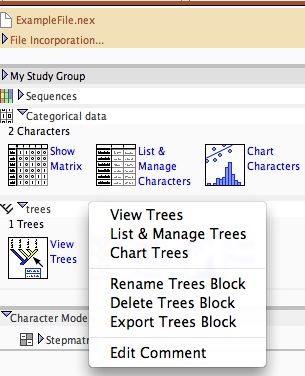 ExampleFile.nex
File Incorporation...
My Study Group
Sequences
Categorical data
2 Characters
Show
Matrix
List &
Manage
Characters
Chart
Characters
trees
1 Trees
View
Trees
View Trees
List & Manage Trees
Chart Trees
Rename Trees Block
Delete Trees Block
Export Trees Block
Edit Comment
Character Mode
Stepmat